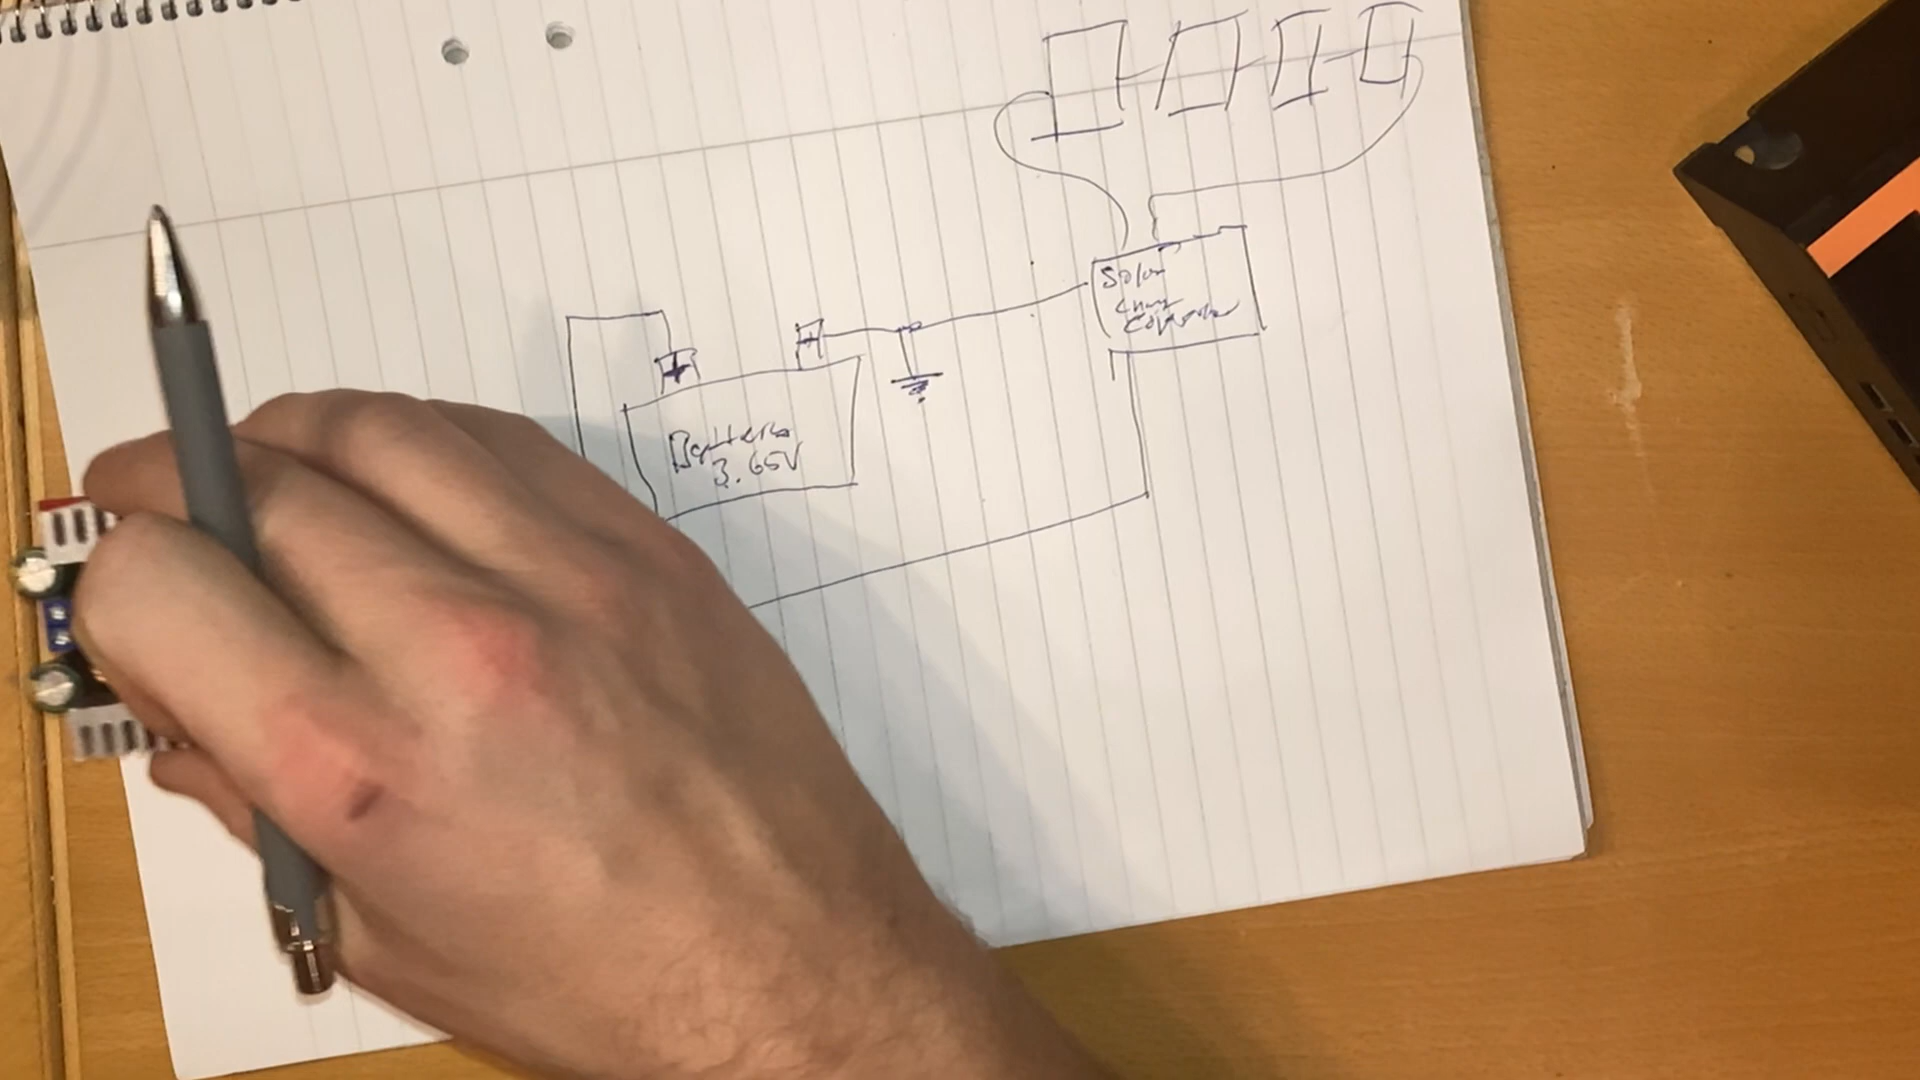 Solar
Charge
Controller
+
+
Battery
3.65V